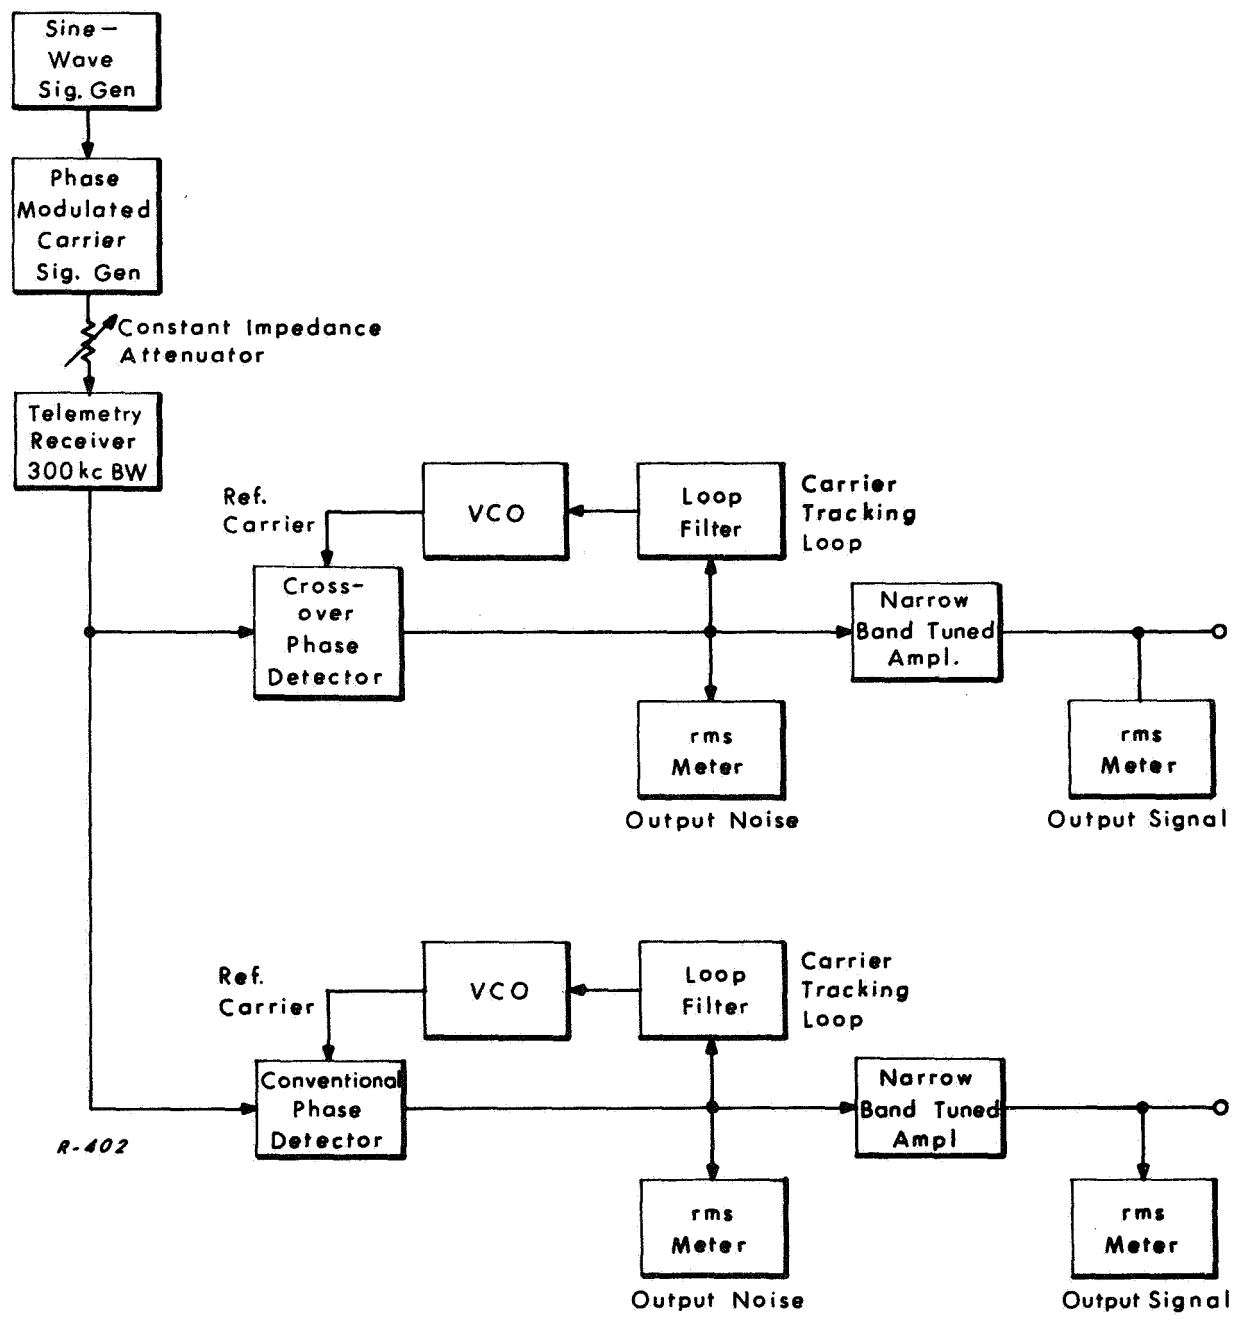 Sine-
Wave
Sig. Gen
Phase
Modulated
Carrier
Sig. Gen
Constant Impedance
Attenuator
Telemetry
Receiver
300kc BW
Ref.
Carrier
VCO
Loop
Filter
Carrier
Tracking
Loop
Cross-
over
Phase
Detector
Narrow
Band Tuned
Ampl.
rms
Meter
Output Noise
rms
Meter
Output Signal
Ref.
Carrier
VCO
Loop
Filter
Carrier
Tracking
Loop
Conventional
Phase
Detector
Narrow
Band Tuned
Ampl
R-402
rms
Meter
Output Noise
rms
Meter
Output Signal